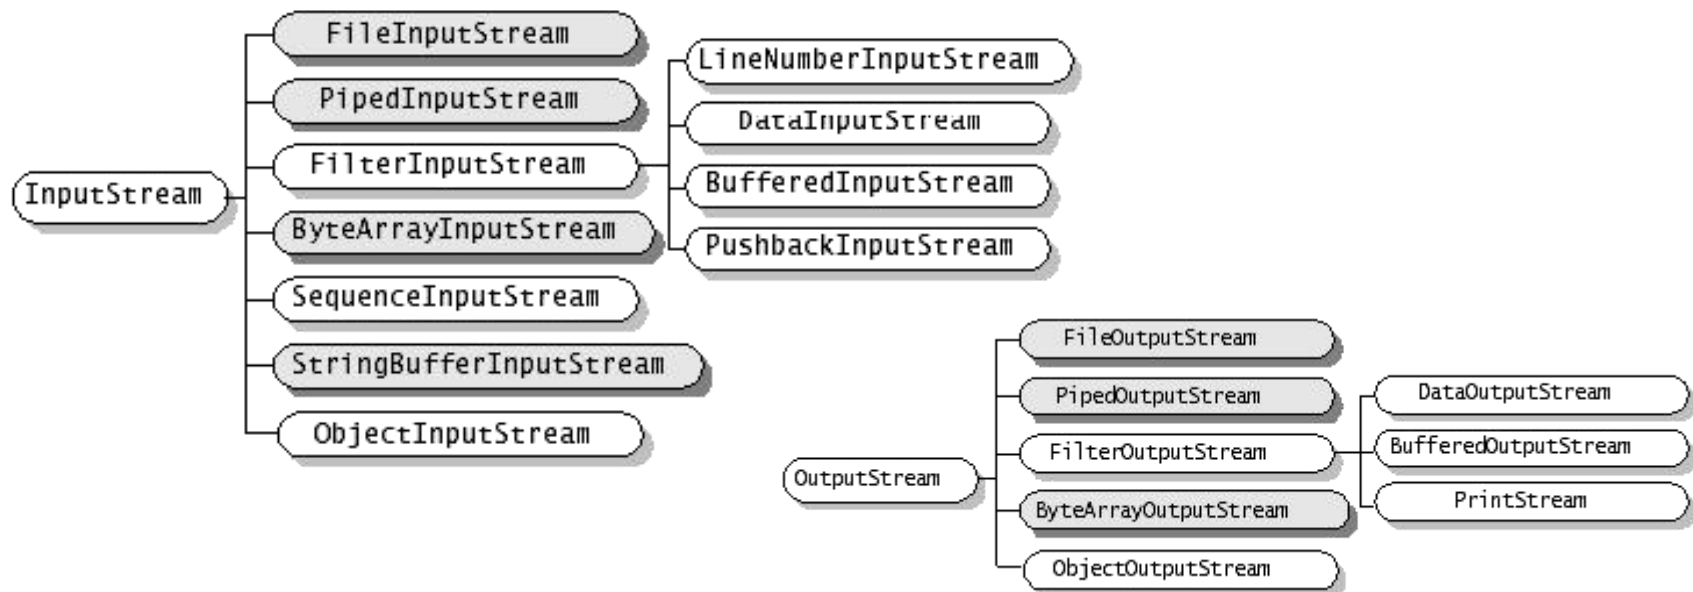 InputStream
FileInputStream
PipedInputStream
FilterInputStream
ByteArrayInputStream
SequenceInputStream
StringBufferInputStream
ObjectInputStream
LineNumberInputStream
DataInputStream
BufferedInputStream
PushbackInputStream
OutputStream
FileOutputStream
PipedOutputStream
FilterOutputStream
ByteArrayOutputStream
ObjectOutputStream
DataOutputStream
BufferedOutputStream
PrintStream